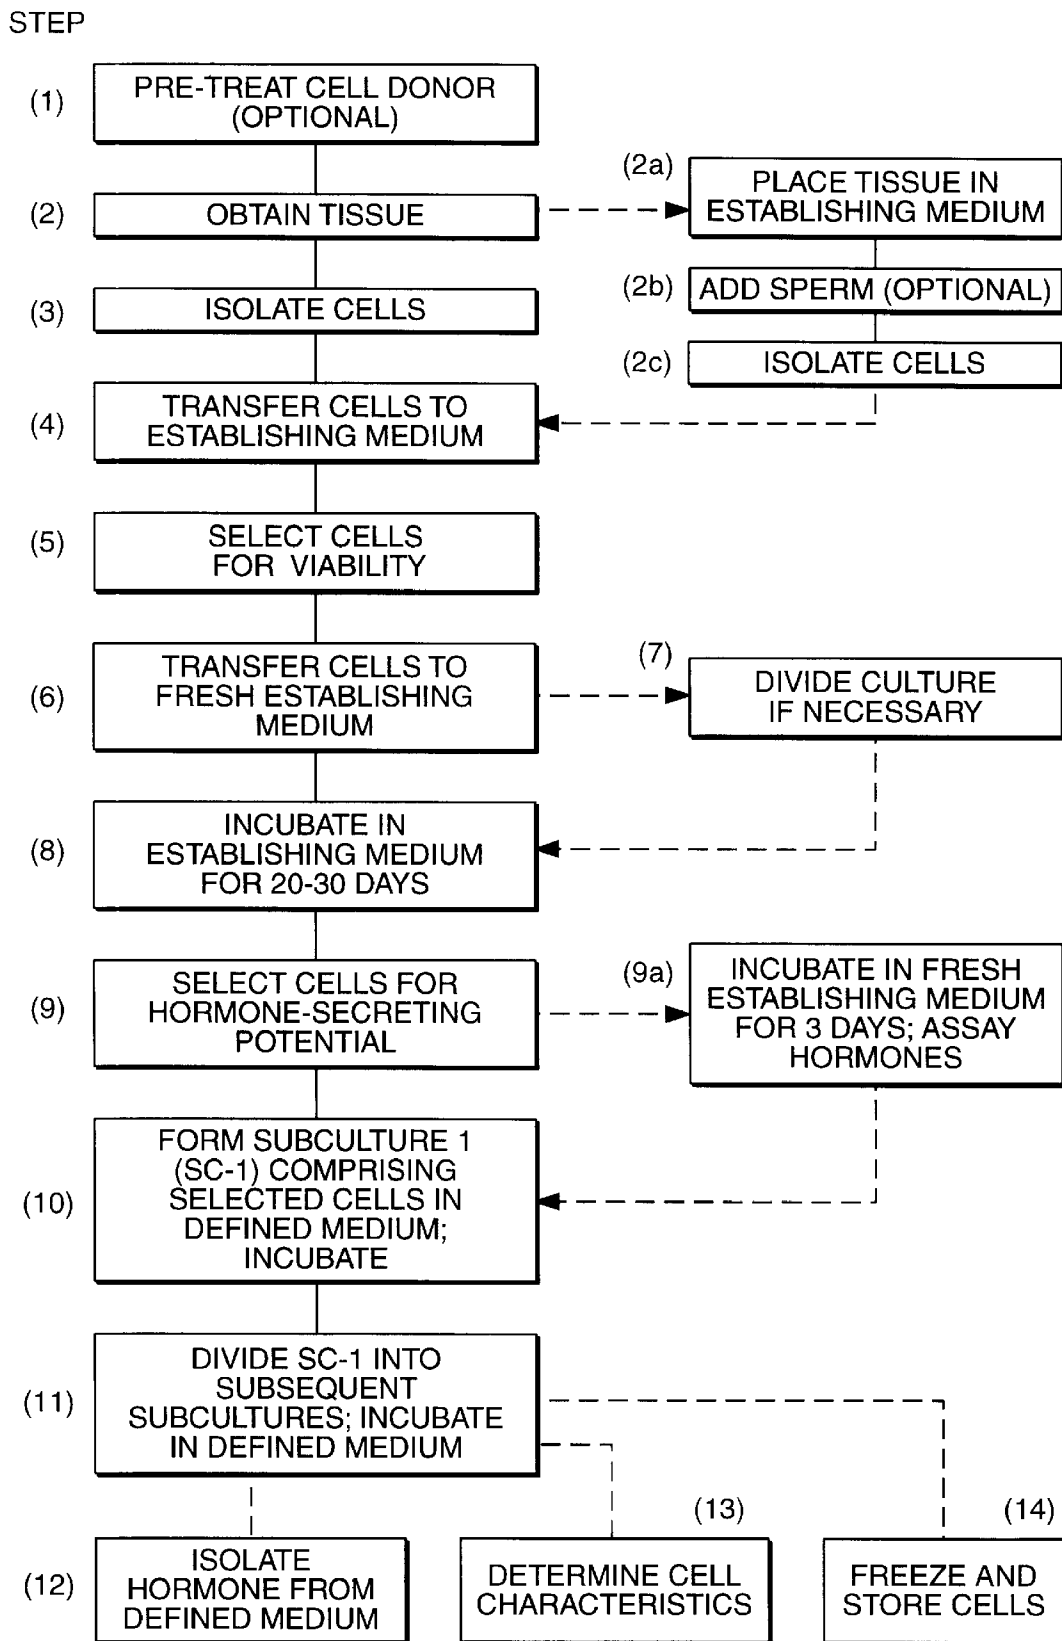 STEP
(1)
PRE-TREAT CELL DONOR
(OPTIONAL)
(2)
OBTAIN TISSUE
(2a)
PLACE TISSUE IN
ESTABLISHING MEDIUM
(2b)
ADD SPERM (OPTIONAL)
(3)
ISOLATE CELLS
(2c)
ISOLATE CELLS
(4)
TRANSFER CELLS TO
ESTABLISHING MEDIUM
(5)
SELECT CELLS
FOR VIABILITY
(6)
TRANSFER CELLS TO
FRESH ESTABLISHING
MEDIUM
(7)
DIVIDE CULTURE
IF NECESSARY
(8)
INCUBATE IN
ESTABLISHING MEDIUM
FOR 20-30 DAYS
(9)
SELECT CELLS FOR
HORMONE-SECRETING
POTENTIAL
(9a)
INCUBATE IN FRESH
ESTABLISHING MEDIUM
FOR 3 DAYS; ASSAY
HORMONES
(10)
FORM SUBCULTURE 1
(SC-1) COMPRISING
SELECTED CELLS IN
DEFINED MEDIUM;
INCUBATE
(11)
DIVIDE SC-1 INTO
SUBSEQUENT
SUBCULTURES; INCUBATE
IN DEFINED MEDIUM
(12)
ISOLATE
HORMONE FROM
DEFINED MEDIUM
(13)
DETERMINE CELL
CHARACTERISTICS
(14)
FREEZE AND
STORE CELLS